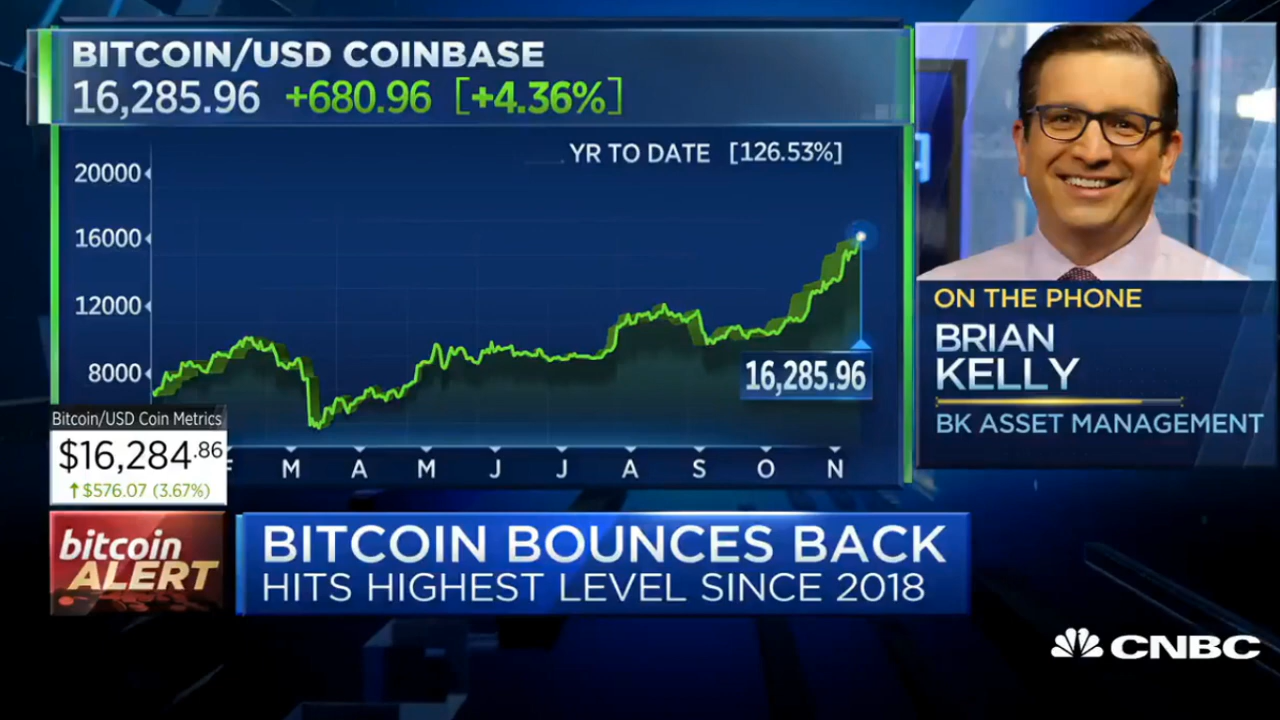 BITCOIN/USD COINBASE
16,285.96 +680.96 [+4.36%]
YR TO DATE [126.53%]
20000
16000
12000
8000
16,285.96
M A M J J A S O N
Bitcoin/USD Coin Metrics
$16,284.86
↑$576.07 (3.67%)
ON THE PHONE
BRIAN
KELLY
BK ASSET MANAGEMENT
bitcoin
ALERT
BITCOIN BOUNCES BACK
HITS HIGHEST LEVEL SINCE 2018
CNBC